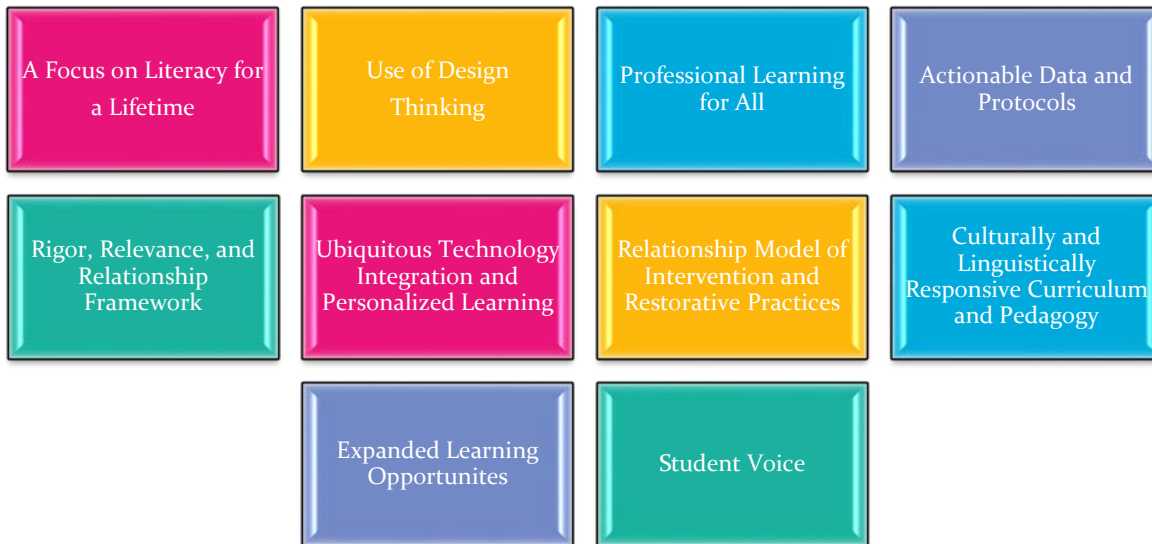 A Focus on Literacy for
a Lifetime
Use of Design
Thinking
Professional Learning
for All
Actionable Data and
Protocols
Rigor, Relevance, and
Relationship
Framework
Ubiquitous Technology
Integration and
Personalized Learning
Relationship Model of
Intervention and
Restorative Practices
Culturally and
Linguistically
Responsive Curriculum
and Pedagogy
Expanded Learning
Opportunites
Student Voice